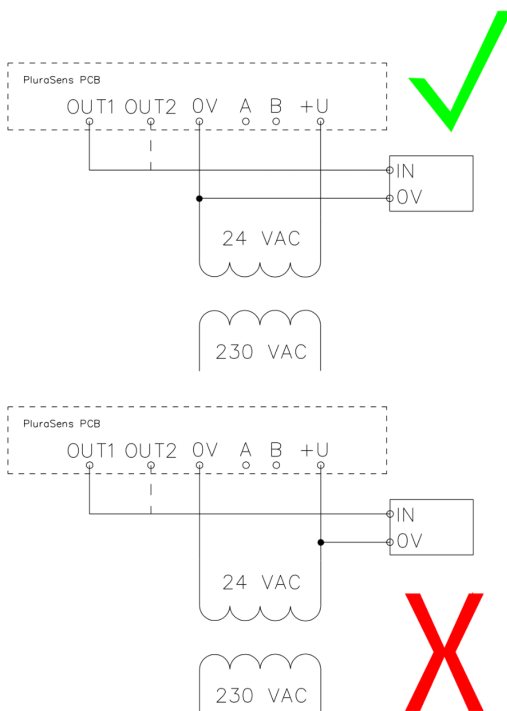 PluraSens PCB
OUT1 OUT2 0V A B +U
IN
0V
24 VAC
230 VAC
PluraSens PCB
OUT1 OUT2 0V A B +U
IN
0V
24 VAC
230 VAC